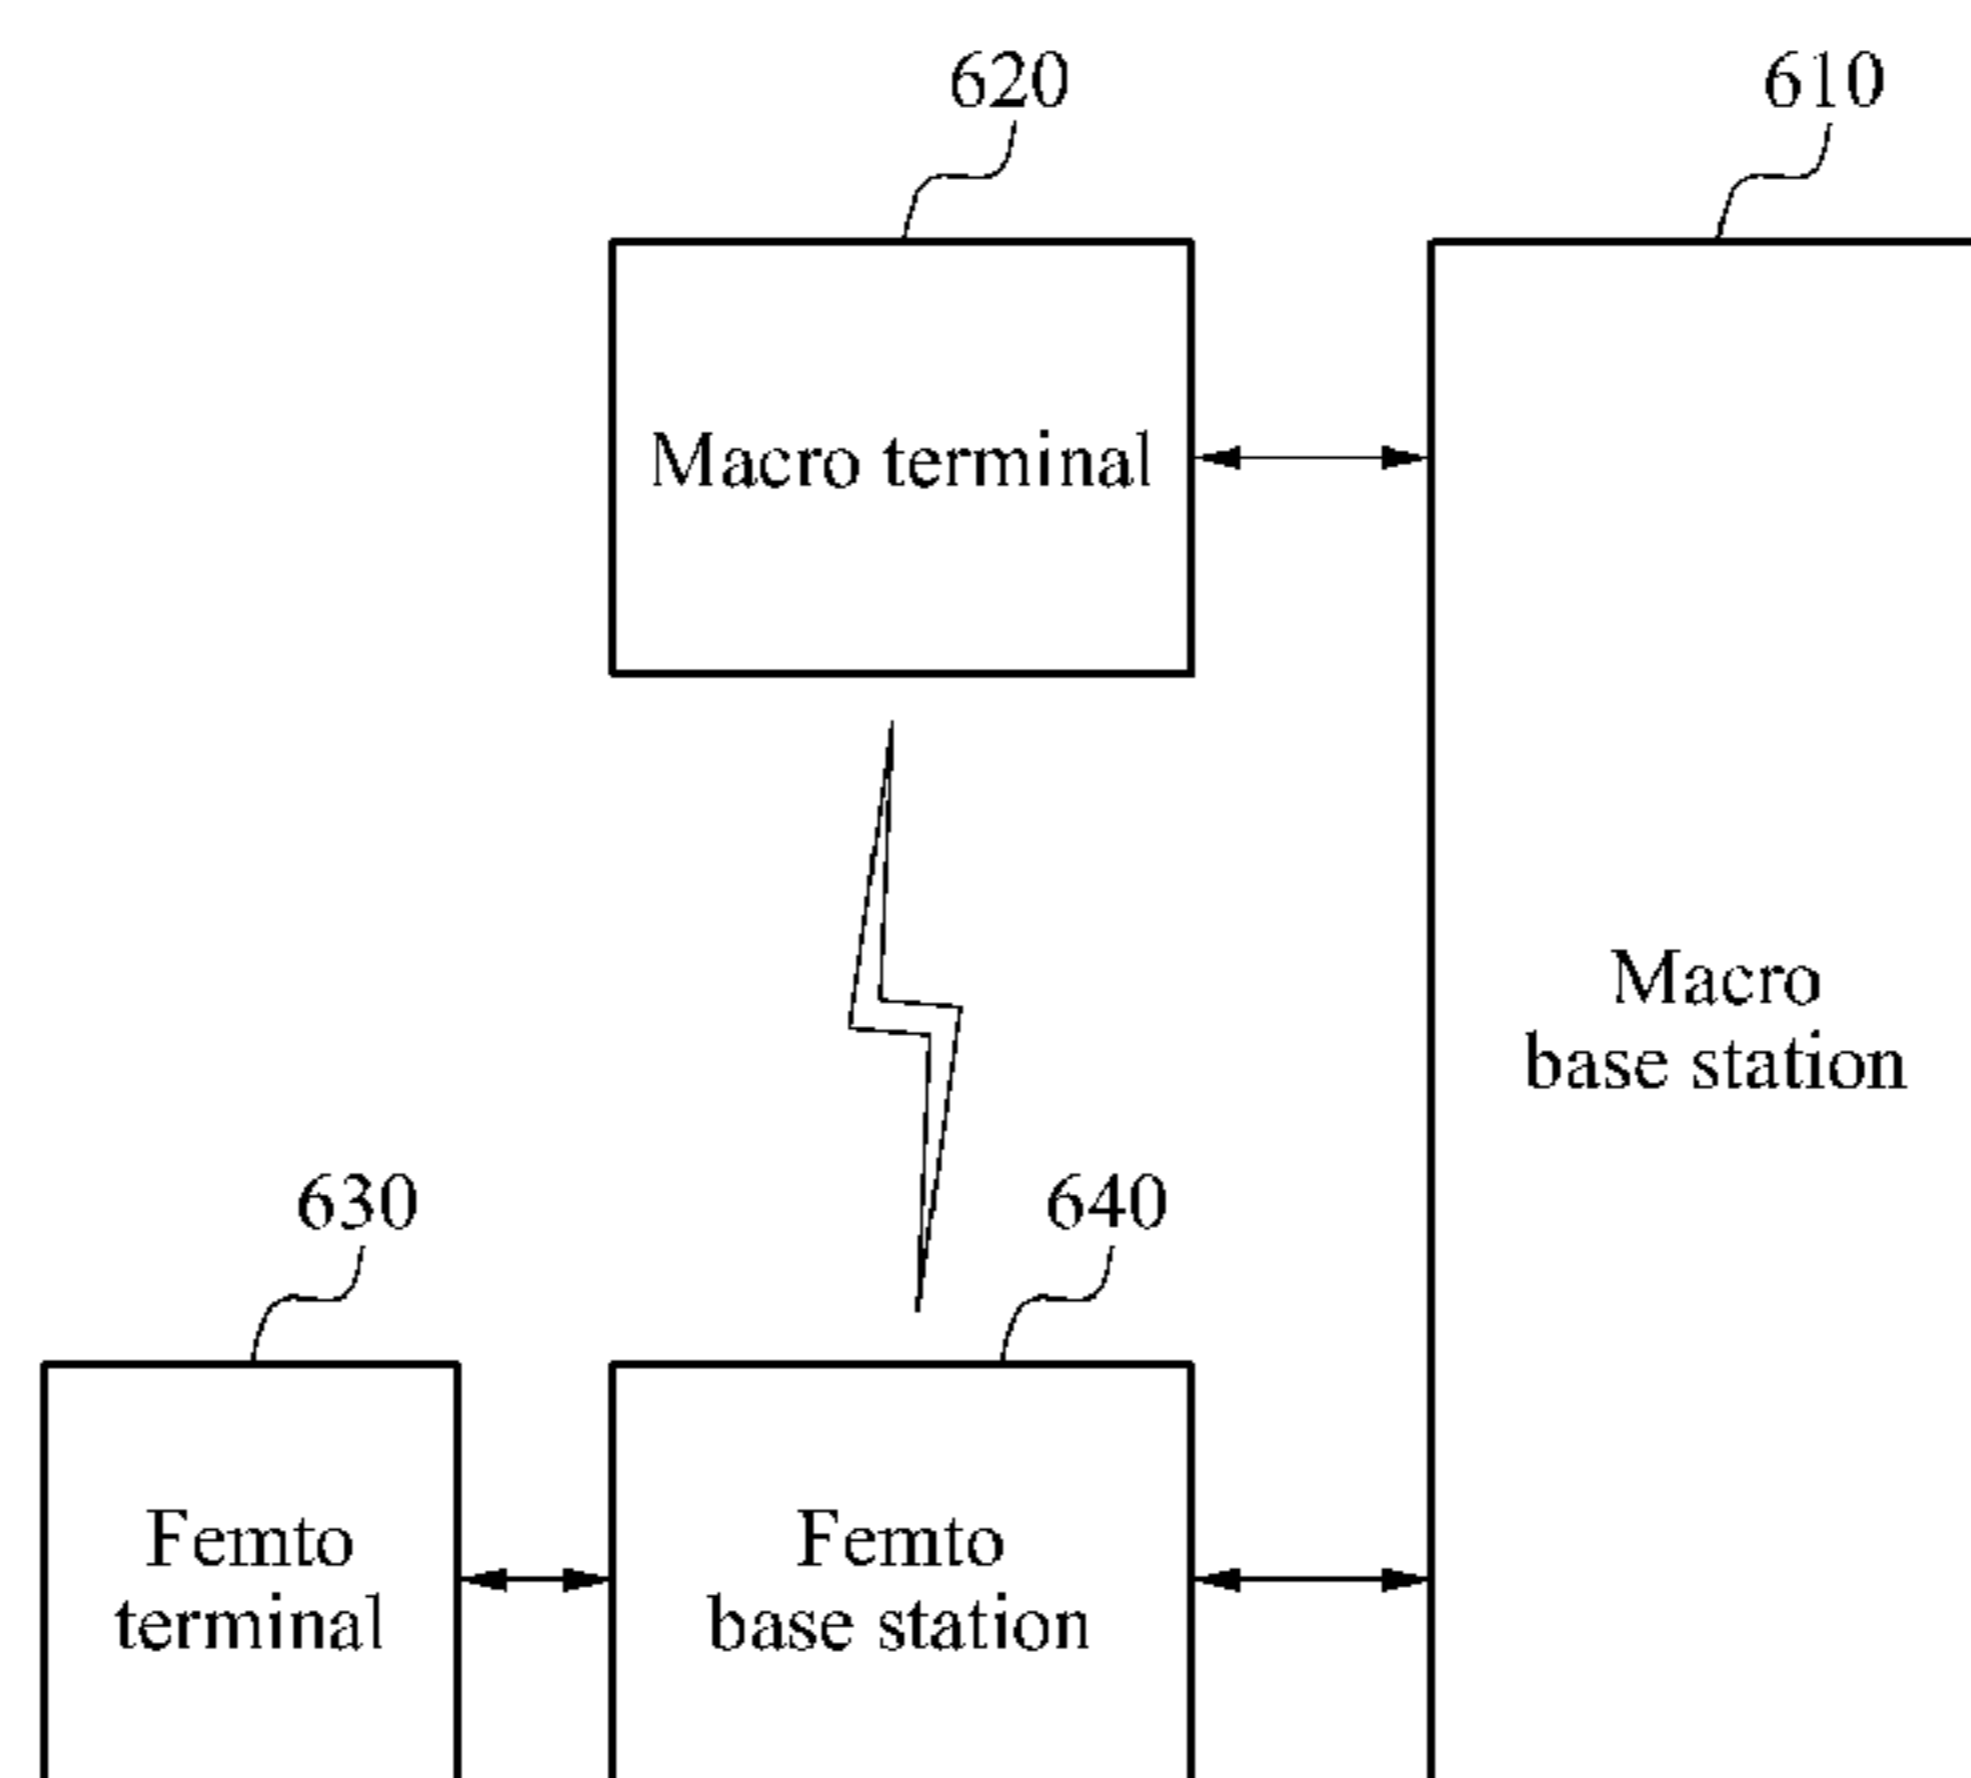 620
610
Macro terminal
Macro
base station
630
640
Femto
terminal
Femto
base station